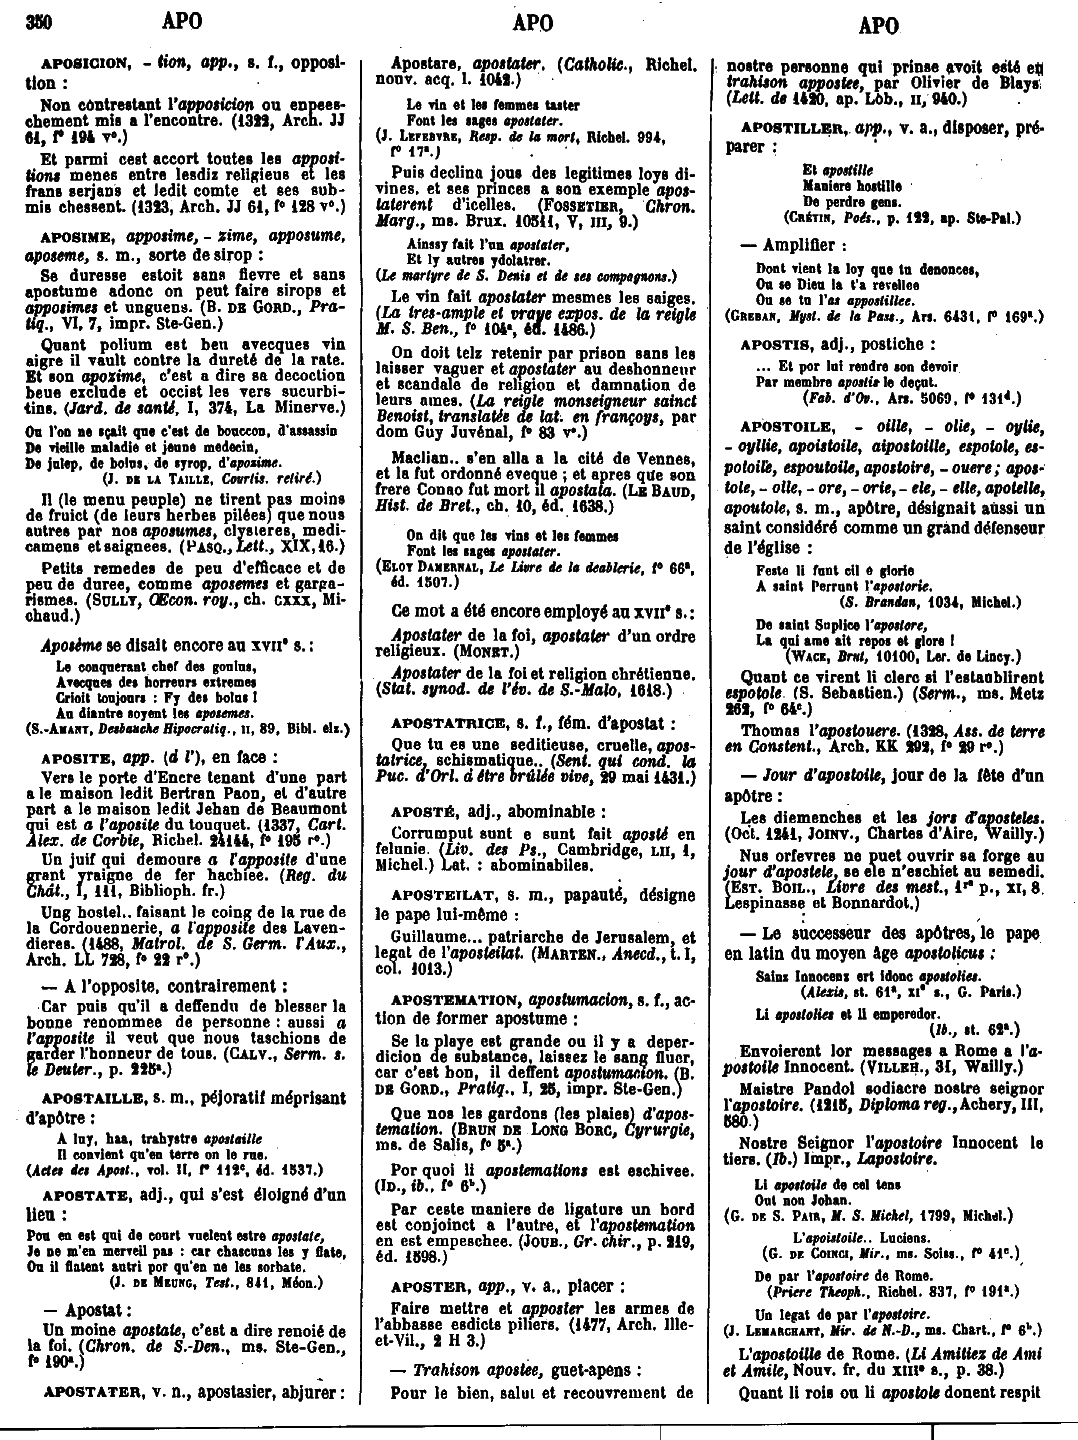 350 APO APO APO
APOSICION, - tion, app., s. f., opposi-
tion :
Non contrestant l'apposicion ou enpees-
chement mis a l'encontre. (1322, Arch. JJ
61, f° 194 v°.)
Et parmi cest accort toutes les apposi-
tions menes entre lesdiz religieus et les
frans serjans et ledit comte et ses sub-
mis chessent. (1323, Arch. JJ 61, f° 128 v°.)
APOSIME, apposime, - zime, apposume,
aposeme, s. m., sorte de sirop :
Se duresse estoit sans fievre et sans
apostume adonc on peut faire sirops et
apposimes et unguens. (B. DE GORD., Pra-
tiq., VI, 7, impr. Ste-Gen.)
Quant polium est beu avecques vin
aigre il vault contre la dureté de la rate.
Et son apozime, c'est a dire sa decoction
beue exclude et occist les vers sucurbi-
tins. (Jard. de santé, I, 374, La Minerve.)
Ou l'on ne sçait que c'est de bouccon, d'assassin
De vieille maladie et jeune medecin,
De julep, de bolus, de syrop, d'apozime.
(J. DE LA TAILLE, Courtis. retiré.)
Il (le menu peuple) ne tirent pas moins
de fruict (de leurs herbes pilées) que nous
autres par nos aposumes, clysteres, medi-
camens et saignees. (PASQ., Lett., XIX, 16.)
Petits remedes de peu d'efficace et de
peu de duree, comme aposemes et garga-
rismes. (SULLY, Œcon. roy., ch. CXXX, Mi-
chaud.)
Aposème se disait encore au XVIIe s. :
Le conquerant chef des goulus,
Avecques des horreurs extremes
Crioit toujours : Fy des bolus !
Au diantre soyent les aposemes.
(S.-AMANT, Desbauche Hipocratiq., II, 89, Bibl. elz.)
APOSITE, app. (d l'), en face :
Vers le porte d'Encre tenant d'une part
a le maison ledit Bertran Paon, et d'autre
part a le maison ledit Jehan de Beaumont
qui est a l'aposite du touquet. (1337, Cart.
Alex. de Corbie, Richel. 24144, f° 195 r°.)
Un juif qui demoure a l'apposite d'une
grant yraigne de fer hachiee. (Reg. du
Chât., I, III, Biblioph. fr.)
Ung hostel.. faisant le coing de la rue de
la Cordouennerie, a l'apposite des Laven-
dieres. (1488, Matrol. de S. Germ. l'Aux.,
Arch. LL 728, f° 22 r°.)
— A l'opposite, contrairement :
Car puis qu'il a deffendu de blesser la
bonne renommee de personne : aussi a
l'apposite il veut que nous taschions de
garder l'honneur de tous. (CALV., Serm. s.
le Deuter., p. 225a.)
APOSTAILLE, s. m., péjoratif méprisant
d'apôtre :
A luy, haa, trahystre apostaille
Il convient qu'en terre on le rue.
(Actes des Apost., vol. II, f° 112c, éd. 1537.)
APOSTATE, adj., qui s'est éloigné d'un
lieu :
Pou en est qui de court vuelent estre apostate,
Je ne m'en merveil pas : car chascuns les y flate,
Ou il flatent autri por qu'en ne les sorbate.
(J. DE MEUNG, Test., 841, Méon.)
— Apostat :
Un moine apostate, c'est a dire renoié de
la foi. (Chron. de S.-Den., ms. Ste-Gen.,
f° 190a.)
APOSTATER, v. n., apostasier, abjurer :
Apostare, apostater. (Catholic., Richel.
nouv. acq. l. 1042.)
Le vin et les femmes taster
Font les sages apostater.
(J. LEFEBVRE, Resp. de la mort, Richel. 994,
f° 17a.)
Puis declina jous des legitimes loys di-
vines, et ses princes a son exemple apos-
taterent d'icelles. (FOSSETIER, Chron.
Marg., ms. Brux. 10511, V, III, 9.)
Ainssy fait l'un apostater,
Et ly autres ydolatrer.
(Le martyre de S. Denis et de ses compagnons.)
Le vin fait apostater mesmes les saiges.
(La tres-ample et vraye expos. de la reigle
M. S. Ben., f° 104a, éd. 1486.)
On doit telz retenir par prison sans les
laisser vaguer et apostater au deshonneur
et scandale de religion et damnation de
leurs ames. (La reigle monseigneur sainct
Benoist, translatée de lat. en françoys, par
dom Guy Juvénal, f° 83 v°.)
Maclian.. s'en alla a la cité de Vennes,
et la fut ordonné eveque ; et apres que son
frere Conao fut mort il apostata. (LE BAUD,
Hist. de Bret., ch. 10, éd. 1638.)
On dit que les vins et les femmes
Font les sages apostater.
(ELOY DAMERNAL, Le Livre de la deablerie, f° 66a,
éd. 1507.)
Ce mot a été encore employé au XVIIe s. :
Apostater de la foi, apostater d'un ordre
religieux. (MONET.)
Apostater de la foi et religion chrétienne.
(Stat. synod. de l'év. de S.-Malo, 1618.)
APOSTATRICE, s. f., fém. d'apostat :
Que tu es une seditieuse, cruelle, apos-
tatrice, schismatique.. (Sent. qui cond. la
Puc. d'Orl. d être brûlée vive, 29 mai 1431.)
APOSTÉ, adj., abominable :
Corrumput sunt e sunt fait aposté en
felunie. (Liv. des Ps., Cambridge, LII, 1,
Michel.) Lat. : abominabiles.
APOSTEILAT, s. m., papauté, désigne
le pape lui-même :
Guillaume... patriarche de Jerusalem, et
legat de l'aposteilat. (MARTEN., Anecd., t. I,
col. 1013.)
APOSTEMATION, apostumacion, s. f., ac-
tion de former apostume :
Se la playe est grande ou il y a deper-
dicion de substance, laissez le sang fluer,
car c'est bon, il deffent apostumacion. (B.
DE GORD., Pratiq., I, 25, impr. Ste-Gen.)
Que nos les gardons (les plaies) d'apos-
temation. (BRUN DE LONG BORC, Cyrurgie,
ms. de Salis, f° 5a.)
Por quoi li apostemations est eschivee.
(ID., ib., f° 6b.)
Par ceste maniere de ligature un bord
est conjoinct a l'autre, et l'apostemation
en est empeschee. (JOUB., Gr. chir., p. 219,
éd. 1598.)
APOSTER, app., v. a., placer :
Faire mettre et apposter les armes de
l'abbasse esdicts piliers. (1477, Arch. Ille-
et-Vil., 2 H 3.)
— Trahison apostee, guet-apens :
Pour le bien, salut et recouvrement de
nostre personne qui prinse avoit esté en
trahison appostee, par Olivier de Blays.
(Lett. de 1420, ap. Lob., II, 940.)
APOSTILLER, app., v. a., disposer, pré-
parer :
Et apostille
Maniere hostille
De perdre gens.
(CRÉTIN, Poés., p. 122, ap. Ste-Pal.)
— Amplifier :
Dont vient la loy que tu denonces,
Ou se Dieu la t'a revellee
Ou se tu l'as appostillee.
(GREBAN, Myst. de la Pass., Ars. 6431, f° 169a.)
APOSTIS, adj., postiche :
... Et por lui rendre son devoir
Par membre apostis le deçut.
(Fab. d'Ov., Ars. 5069, f° 131d.)
APOSTOILE, - oille, - olie, - oylie,
- oyllie, apoistoile, aipostoille, espotole, es-
potoile, espoutoile, apostoire, - ouere ; apos-
tole, - olle, - ore, - orie, - ele, - elle, apotelle,
apoutole, s. m., apôtre, désignait aussi un
saint considéré comme un grand défenseur
de l'église :
Feste li funt cil e glorie
A saint Perrunt l'apostorie.
(S. Brandan, 1034, Michel.)
De saint Suplice l'apostore,
La qui ame ait repos et glore !
(WACE, Brut, 10100, Ler. de Lincy.)
Quant ce virent li clerc si l'estaublirent
espotole (S. Sebastien.) (Serm., ms. Metz
262, f° 64c.)
Thomas l'apostouere. (1328, Ass. de terre
en Constent., Arch. KK 292, f° 29 r°.)
— Jour d'apostoile, jour de la fête d'un
apôtre :
Les diemenches et les jors d'aposteles.
(Oct. 1241, JOINV., Chartes d'Aire, Wailly.)
Nus orfevres ne puet ouvrir sa forge au
jour d'apostele, se ele n'eschiet au semedi.
(EST. BOIL., Livre des mest., 1re p., XI, 8,
Lespinasse et Bonnardot.)
— Le successeur des apôtres, le pape
en latin du moyen âge apostolicus :
Sainz Innocenz ert idonc apostolies.
(Alexis, st. 61a, XIe s., G. Paris.)
Li apostolies et li emperedor.
(Ib., st. 62a.)
Envoierent lor messages a Rome a l'a-
postoile Innocent. (VILLEH., 31, Wailly.)
Maistre Pandol sodiacre nostre seignor
l'apostoire. (1215, Diploma reg., Achery, III,
580.)
Nostre Seignor l'apostoire Innocent le
tiers. (Ib.) Impr., Lapostoire.
Li apostoile de cel tens
Out non Johan.
(G. DE S. PAIR, M. S. Michel, 1799, Michel.)
L'apoistoile.. Luciens.
(G. DE COINCI, Mir., ms. Soiss., f° 41c.)
De par l'apostoire de Rome.
(Priere Theoph., Richel. 837, f° 191a.)
Un legat de par l'apostoire.
(J. LEMARCHANT, Mir. de N.-D., ms. Chart., f° 6b.)
L'apostoille de Rome. (Li Amitiez de Ami
et Amile, Nouv. fr. du XIIIe s., p. 38.)
Quant li rois ou li apostole donent respit